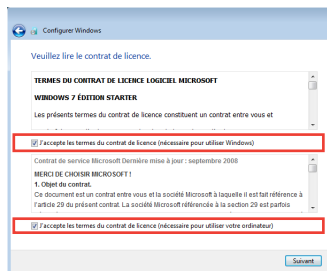 Configurer Windows
Veuillez lire le contrat de licence.
TERMES DU CONTRAT DE LICENCE LOGICIEL MICROSOFT
WINDOWS 7 ÉDITION STARTER
Les présents termes du contrat de licence constituent un contrat entre vous et
J'accepte les termes du contrat de licence (nécessaire pour utiliser Windows)
Contrat de service Microsoft Dernière mise à jour : septembre 2008
MERCI DE CHOISIR MICROSOFT !
1. Objet du contrat.
Ce document est un contrat entre vous et la société Microsoft à laquelle il est fait référence à
l'article 29 du présent contrat. La société Microsoft référencée à la section 29 est parfois
J'accepte les termes du contrat de licence (nécessaire pour utiliser votre ordinateur)
Suivant